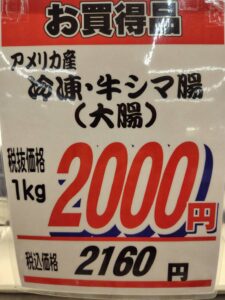 お買得品
アメリカ産
冷凍・牛シマ腸
(大腸)
税抜価格
1kg
2000円
税込価格 2160円